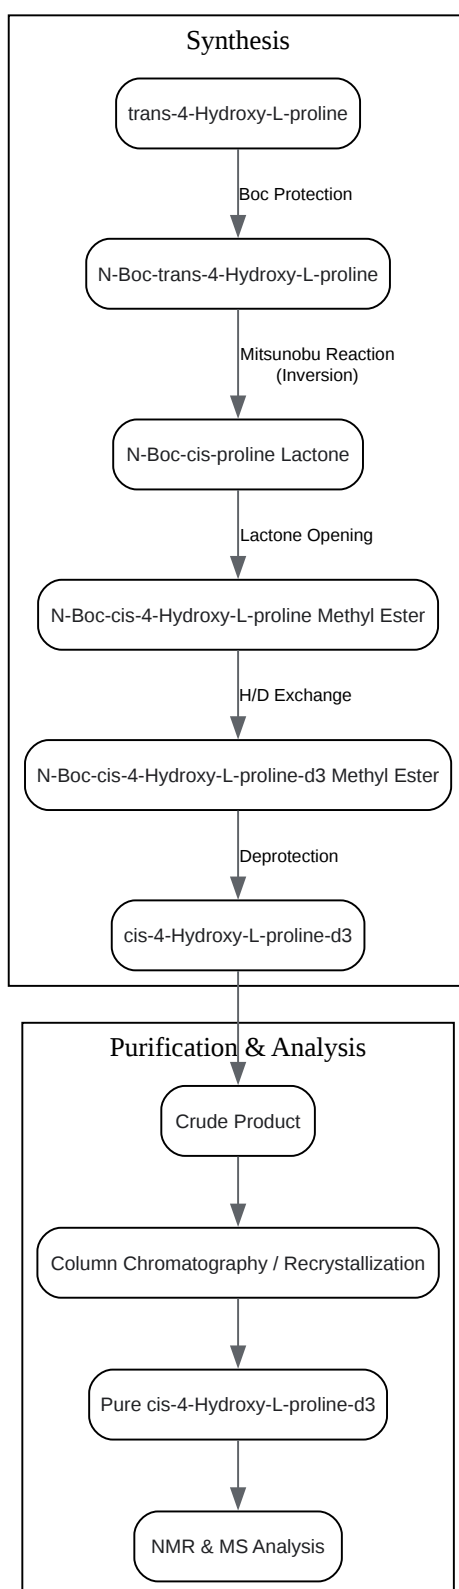 Synthesis
trans-4-Hydroxy-L-proline
Boc Protection
N-Boc-trans-4-Hydroxy-L-proline
Mitsunobu Reaction
(Inversion)
N-Boc-cis-proline Lactone
Lactone Opening
N-Boc-cis-4-Hydroxy-L-proline Methyl Ester
H/D Exchange
N-Boc-cis-4-Hydroxy-L-proline-d3 Methyl Ester
Deprotection
cis-4-Hydroxy-L-proline-d3
Purification & Analysis
Crude Product
Column Chromatography / Recrystallization
Pure cis-4-Hydroxy-L-proline-d3
NMR & MS Analysis